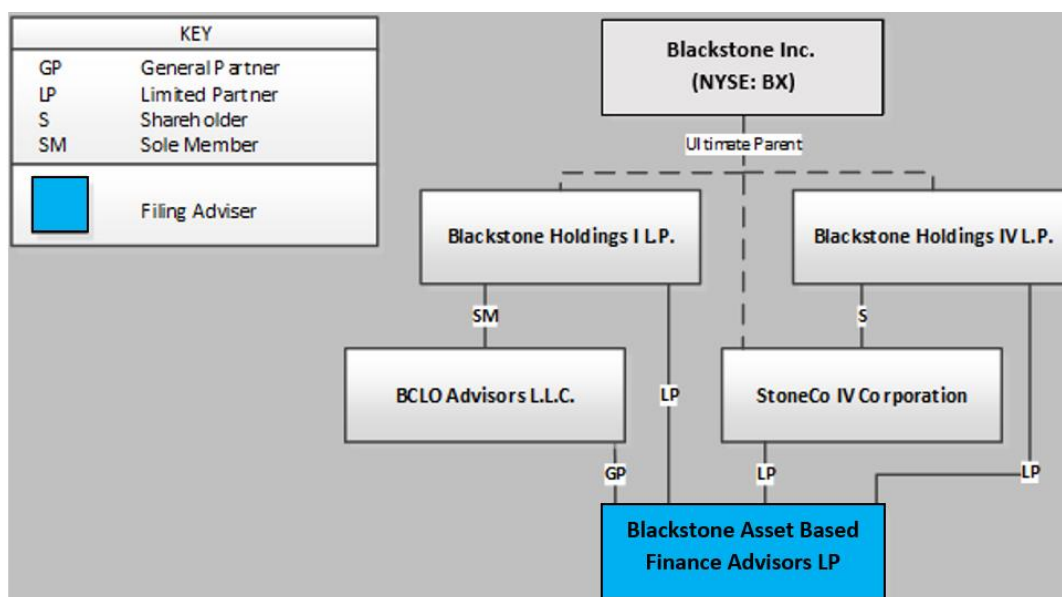 KEY
GP General Partner
LP Limited Partner
S Shareholder
SM Sole Member
Filing Adviser
Blackstone Inc.
(NYSE: BX)
Ultimate Parent
Blackstone Holdings I L.P.
Blackstone Holdings IV L.P.
SM
S
BCLO Advisors L.L.C.
LP
StoneCo IV Corporation
GP
LP
LP
Blackstone Asset Based
Finance Advisors LP